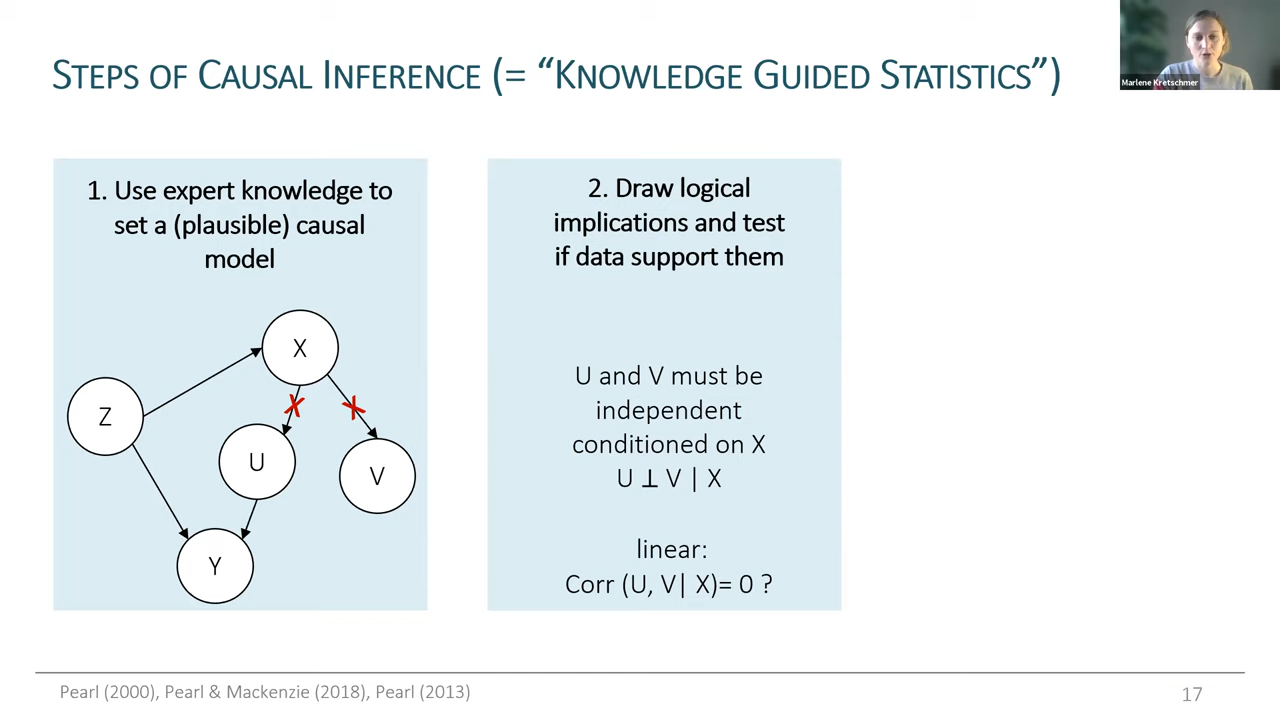 STEPS OF CAUSAL INFERENCE (= “KNOWLEDGE GUIDED STATISTICS”)
Marlene Kretschmer
1. Use expert knowledge to
set a (plausible) causal
model
X
Z
U
V
Y
2. Draw logical
implications and test
if data support them
U and V must be
independent
conditioned on X
U ⊥ V | X
linear:
Corr (U, V| X)= 0 ?
Pearl (2000), Pearl & Mackenzie (2018), Pearl (2013)
17